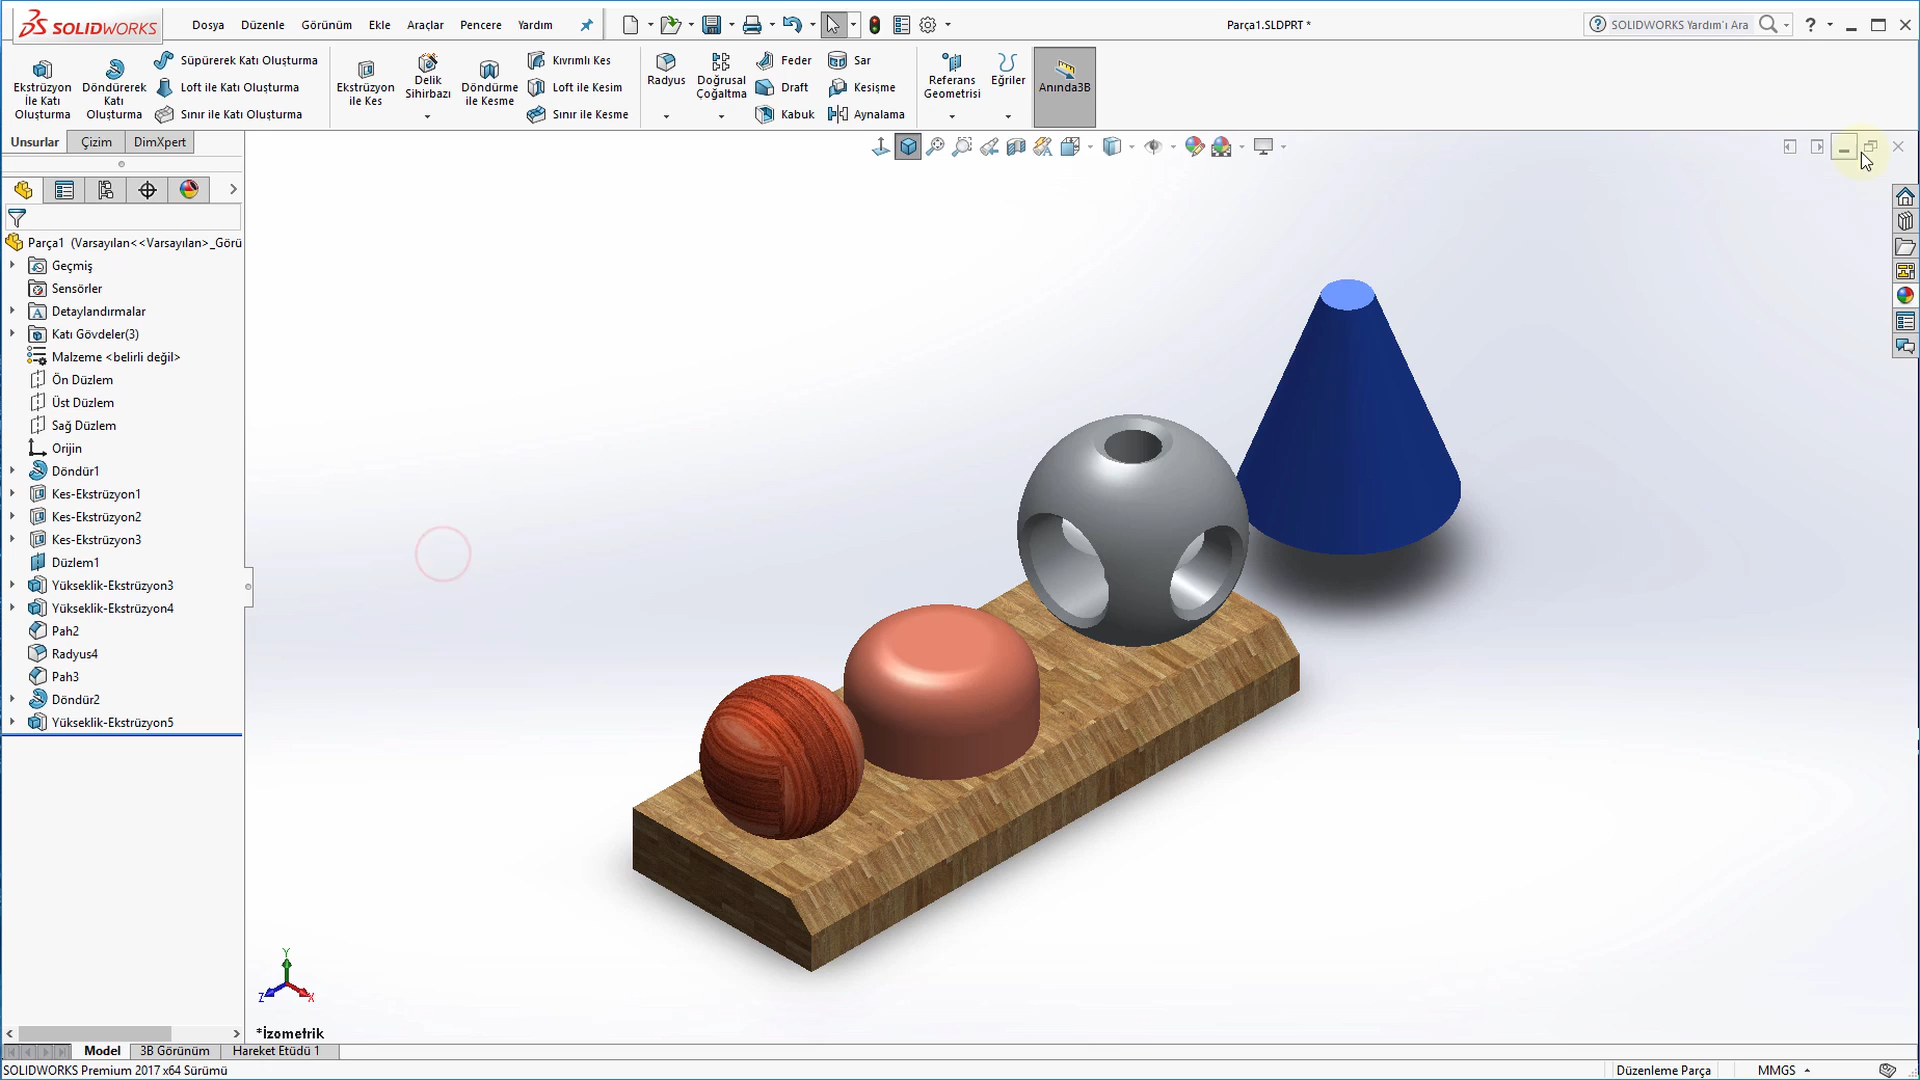 SOLIDWORKS Dosya Düzenle Görünüm Ekle Araçlar Pencere Yardım Parça1.SLDPRT * SOLIDWORKS Yardım'ı Ara ?
Ekstrüzyon ile Katı Oluşturma
Döndürerek Katı Oluşturma
Süpürerek Katı Oluşturma
Loft ile Katı Oluşturma
Sınır ile Katı Oluşturma
Ekstrüzyon ile Kes
Delik Sihirbazı
Döndürme ile Kesme
Kıvrımlı Kes
Loft ile Kesim
Sınır ile Kesme
Radyus
Doğrusal Çoğaltma
Feder
Draft
Kabuk
Sar
Kesişme
Aynalama
Referans Geometrisi
Eğriler
Anında3B
Unsurlar Çizim DimXpert
Parça1 (Varsayılan<<Varsayılan>_Görü
Geçmiş
Sensörler
Detaylandırmalar
Katı Gövdeler(3)
Malzeme <belirli değil>
Ön Düzlem
Üst Düzlem
Sağ Düzlem
Orijin
Döndür1
Kes-Ekstrüzyon1
Kes-Ekstrüzyon2
Kes-Ekstrüzyon3
Düzlem1
Yükseklik-Ekstrüzyon3
Yükseklik-Ekstrüzyon4
Pah2
Radyus4
Pah3
Döndür2
Yükseklik-Ekstrüzyon5
Y
Z X
*İzometrik
Model 3B Görünüm Hareket Etüdü 1
SOLIDWORKS Premium 2017 x64 Sürümü Düzenleme Parça MMGS